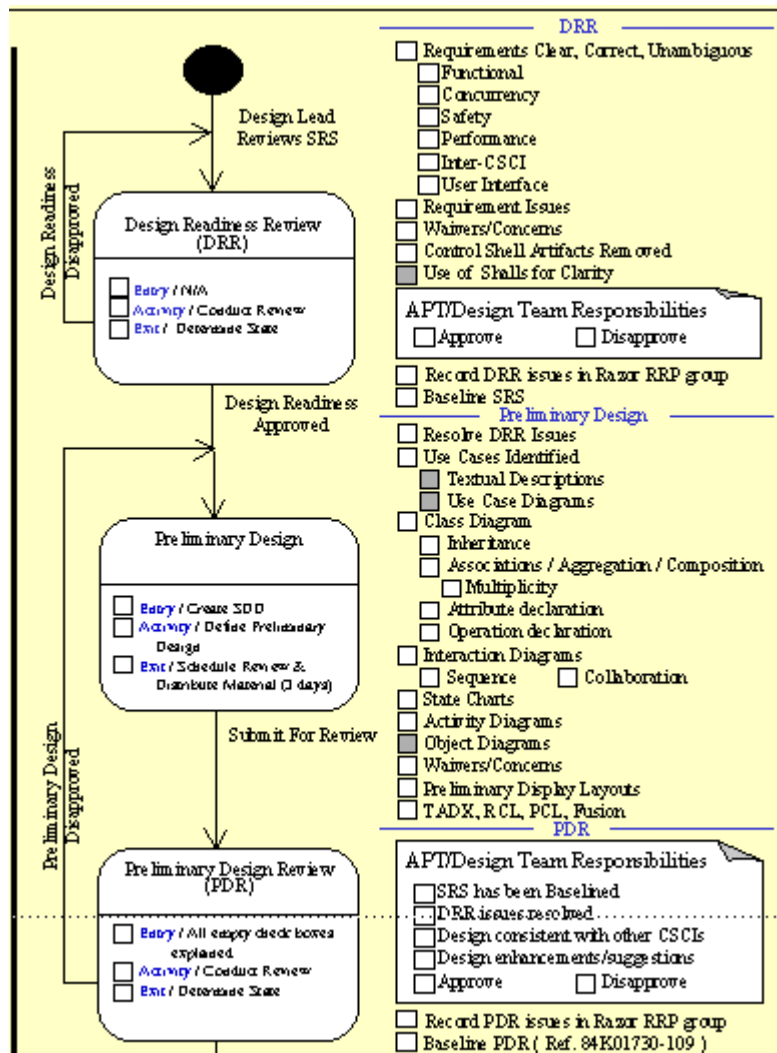 Design Lead
Reviews SRS
Design Readiness
Disapproved
Design Readiness Review
(DRR)
Entry / N/A
Activity / Conduct Review
Exit / Determine State
Design Readiness
Approved
Preliminary Design
Entry / Create SDD
Activity / Define Preliminary
Design
Exit / Schedule Review &
Distribute Material (3 days)
Submit For Review
Preliminary Design
Disapproved
Preliminary Design Review
(PDR)
Entry / All empty check boxes
explained
Activity / Conduct Review
Exit / Determine State
DRR
Requirements Clear, Correct, Unambiguous
Functional
Concurrency
Safety
Performance
Inter-CSCI
User Interface
Requirement Issues
Waivers/Concerns
Control Shell Artifacts Removed
Use of Shalls for Clarity
APT/Design Team Responsibilities
Approve Disapprove
Record DRR issues in Razor RRP group
Baseline SRS
Preliminary Design
Resolve DRR Issues
Use Cases Identified
Textual Descriptions
Use Case Diagrams
Class Diagram
Inheritance
Associations / Aggregation / Composition
Multiplicity
Attribute declaration
Operation declaration
Interaction Diagrams
Sequence Collaboration
State Charts
Activity Diagrams
Object Diagrams
Waivers/Concerns
Preliminary Display Layouts
TADX, RCL, PCL, Fusion
PDR
APT/Design Team Responsibilities
SRS has been Baselined
DRR issues resolved
Design consistent with other CSCIs
Design enhancements/suggestions
Approve Disapprove
Record PDR issues in Razor RRP group
Baseline PDR ( Ref. 84K01730-109 )